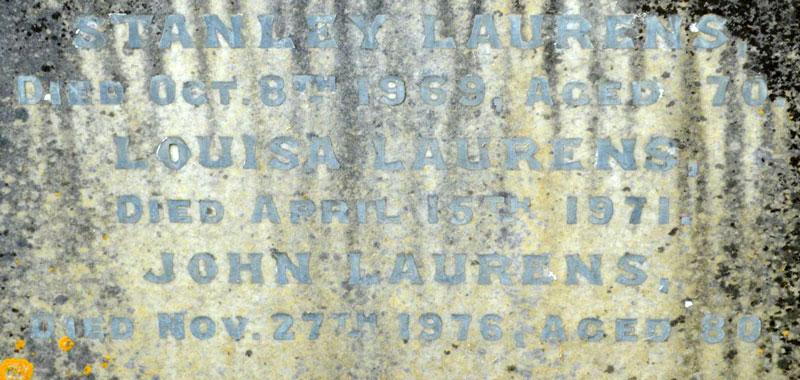 STANLEY LAURENS,
DIED OCT. 8TH 1969, AGED 70.
LOUISA LAURENS,
DIED APRIL 15TH 1971.
JOHN LAURENS,
DIED NOV. 27TH 1976, AGED 80.